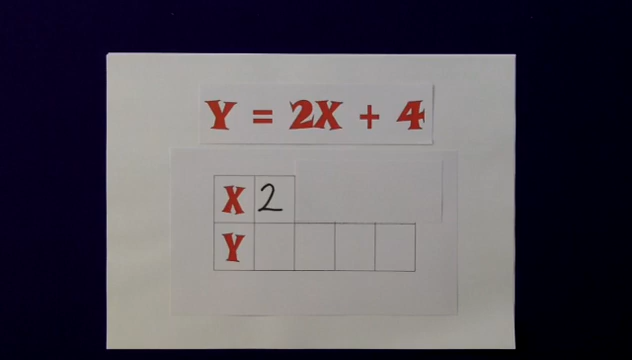 Y = 2X + 4
X 2
Y